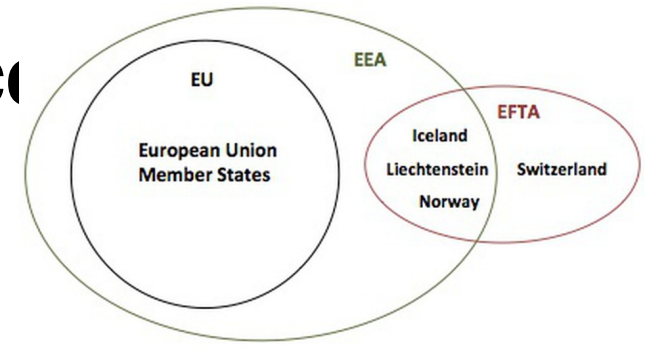 EEA
EU
EFTA
Iceland
European Union
Member States
Liechtenstein
Switzerland
Norway